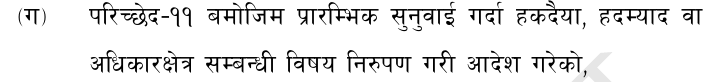 (ग) परिच्छेद-११ बमोजिम प्रारम्भिक सुनुवाई गर्दा हकदैया, हदम्याद वा
अधिकारक्षेत्र सम्बन्धी विषय निरुपण गरी आदेश गरेको,